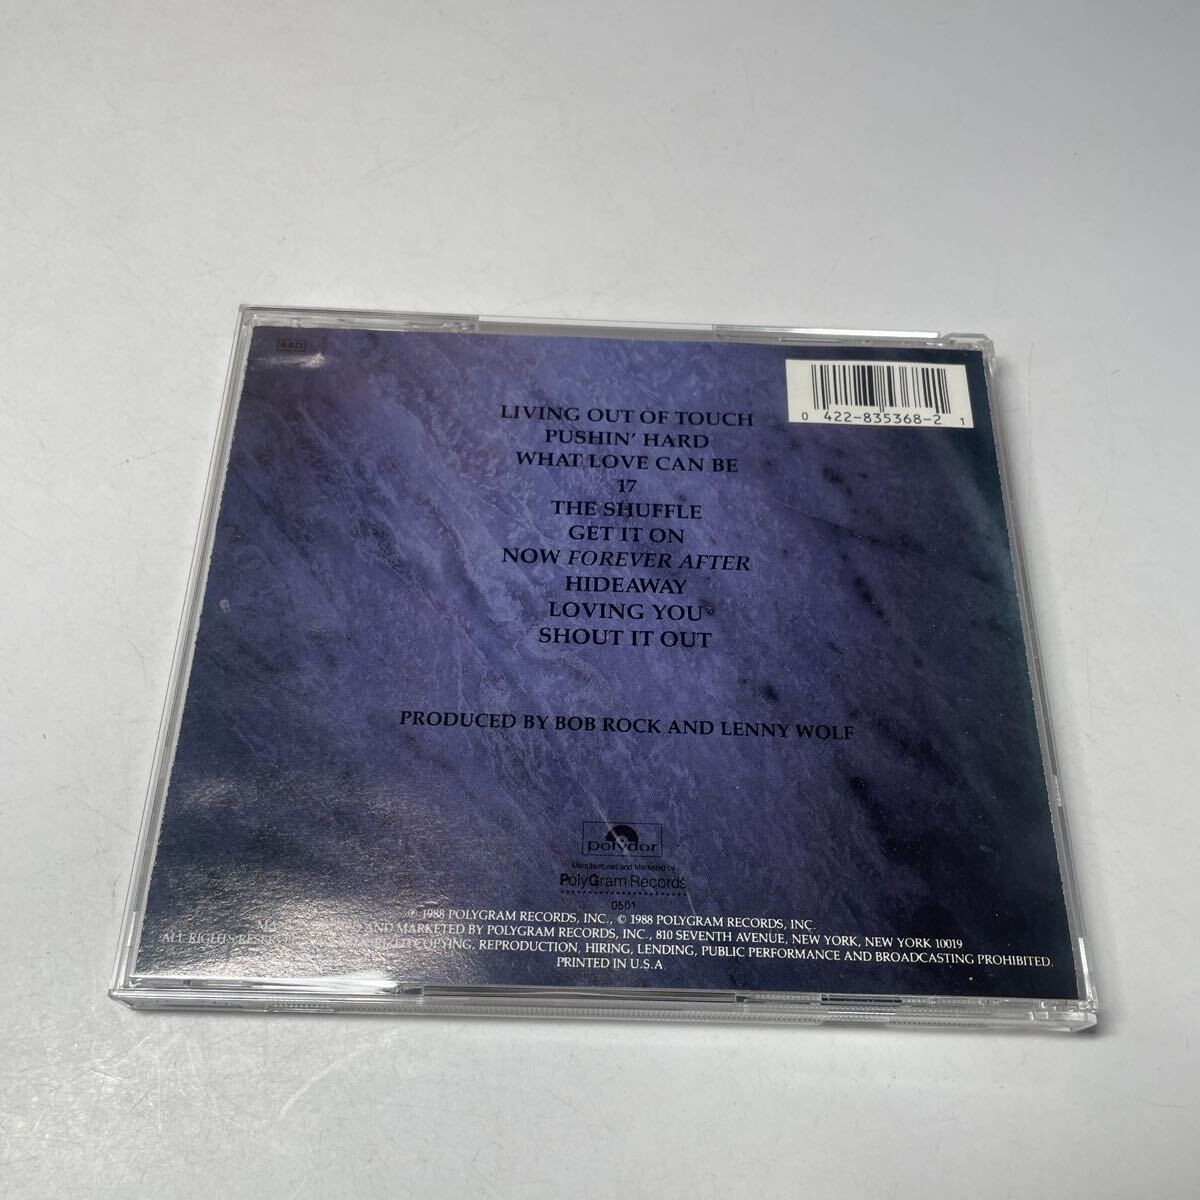 AAD
LIVING OUT OF TOUCH
PUSHIN' HARD
WHAT LOVE CAN BE
17
THE SHUFFLE
GET IT ON
NOW FOREVER AFTER
HIDEAWAY
LOVING YOU
SHOUT IT OUT
0 422-835368-2 1
PRODUCED BY BOB ROCK AND LENNY WOLF
polydor
Manufactured and Marketed by
PolyGram Records
0501
℗ 1988 POLYGRAM RECORDS, INC., © 1988 POLYGRAM RECORDS, INC.
AND MARKETED BY POLYGRAM RECORDS, INC., 810 SEVENTH AVENUE, NEW YORK, NEW YORK 10019
ALL RIGHTS COPYING, REPRODUCTION, HIRING, LENDING, PUBLIC PERFORMANCE AND BROADCASTING PROHIBITED.
PRINTED IN U.S.A